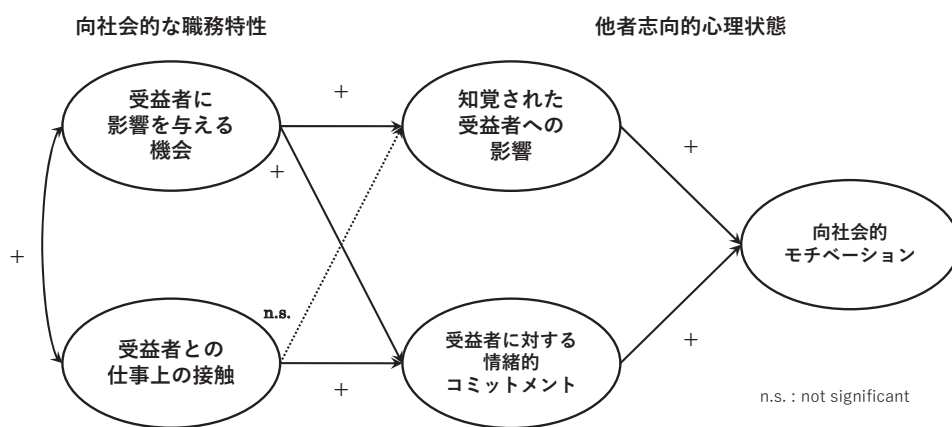 向社会的な職務特性
他者志向的心理状態
受益者に
影響を与える
機会
+
知覚された
受益者への
影響
+
+
+
向社会的
モチベーション
n.s.
受益者との
仕事上の接触
+
受益者に対する
情緒的
コミットメント
+
n.s. : not significant